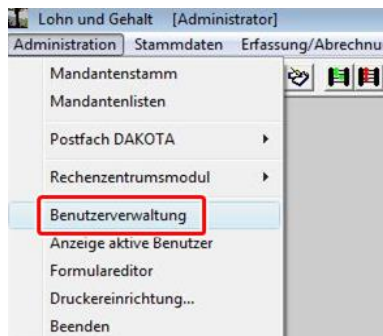 Lohn und Gehalt [Administrator]
Administration Stammdaten Erfassung/Abrechnu
Mandantenstamm
Mandantenlisten
Postfach DAKOTA
Rechenzentrumsmodul
Benutzerverwaltung
Anzeige aktive Benutzer
Formulareditor
Druckereinrichtung...
Beenden